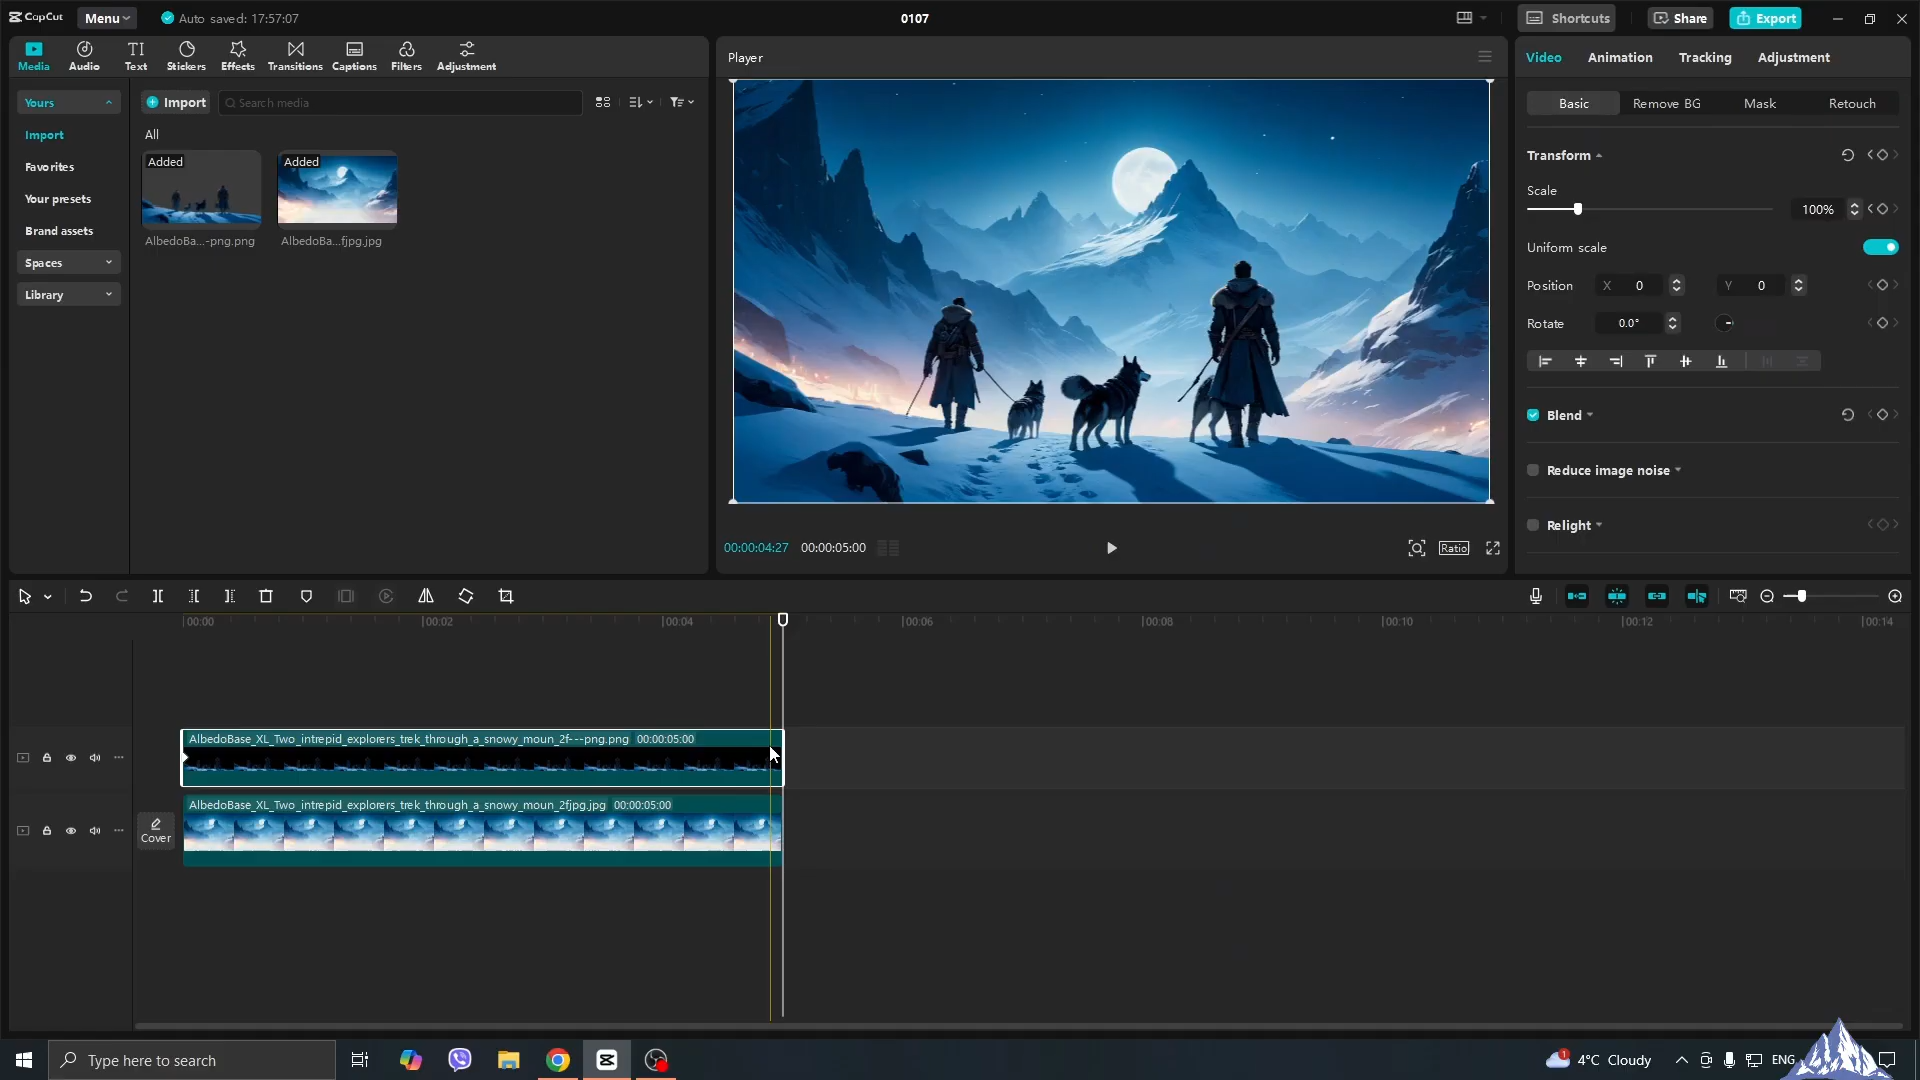 CapCut
Menu
Auto saved: 17:57:07
0107
Shortcuts
Share
Export
Media
Audio
Text
Stickers
Effects
Transitions
Captions
Filters
Adjustment
Yours
Import
Favorites
Your presets
Brand assets
Spaces
Library
Import
Search media
All
Added
Added
AlbedoBa...-png.png
AlbedoBa...fjpg.jpg
Player
00:00:04:27
00:00:05:00
Ratio
Video
Animation
Tracking
Adjustment
Basic
Remove BG
Mask
Retouch
Transform
Scale
100%
Uniform scale
Position
X
0
Y
0
Rotate
0.0°
Blend
Reduce image noise
Relight
00:00
00:02
00:04
00:06
00:08
00:10
00:12
00:14
AlbedoBase_XL_Two_intrepid_explorers_trek_through_a_snowy_moun_2f---png.png 00:00:05:00
AlbedoBase_XL_Two_intrepid_explorers_trek_through_a_snowy_moun_2fjpg.jpg 00:00:05:00
Cover
Type here to search
1
4°C Cloudy
ENG